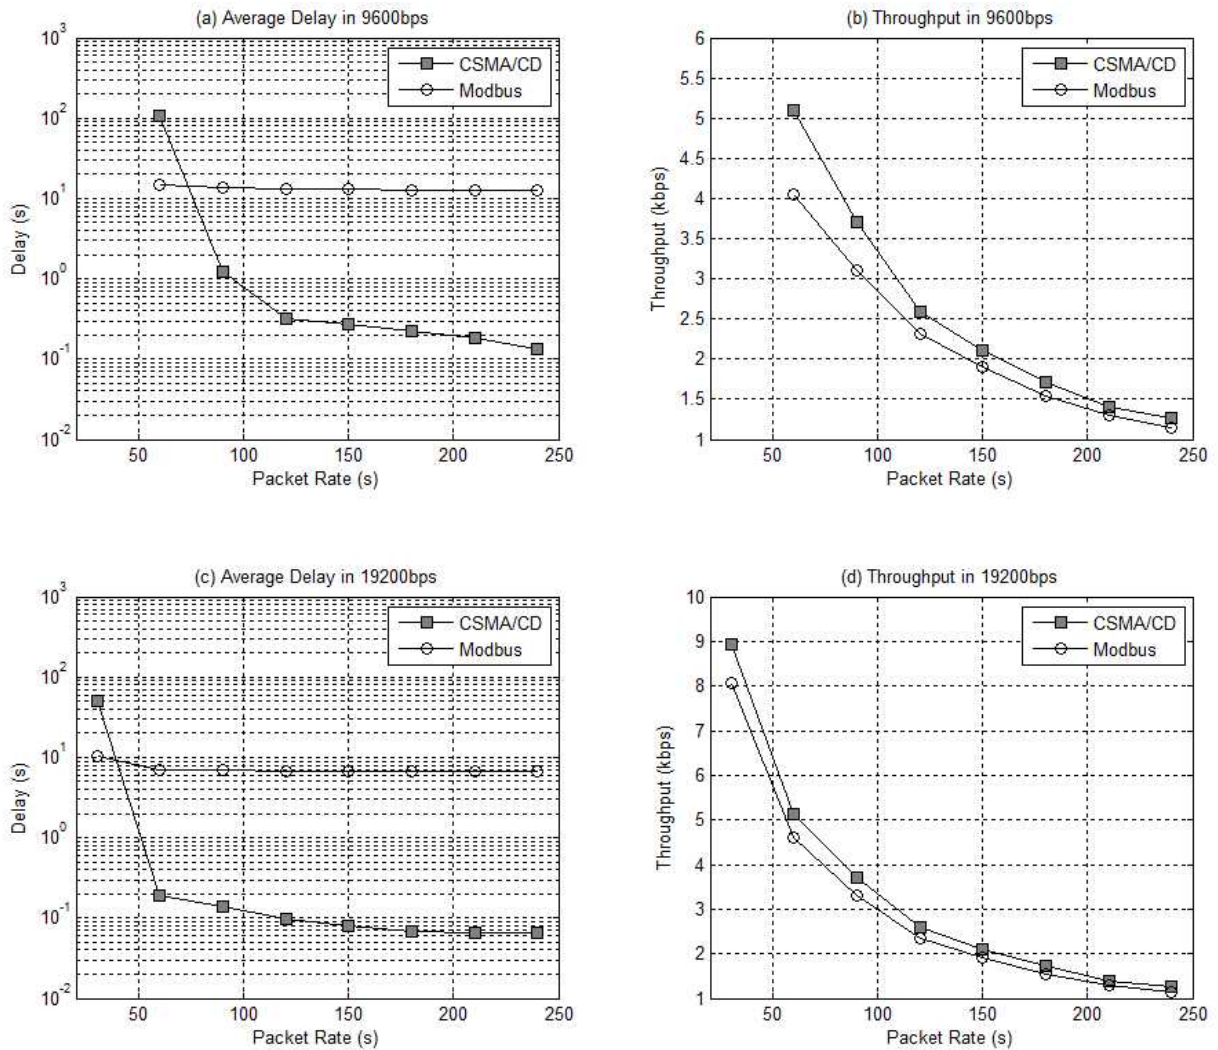 (a) Average Delay in 9600bps
10^3
10^2
10^1
10^0
10^-1
10^-2
Delay (s)
CSMA/CD
Modbus
50 100 150 200 250
Packet Rate (s)
(b) Throughput in 9600bps
6
5.5
5
4.5
4
3.5
3
2.5
2
1.5
1
Throughput (kbps)
CSMA/CD
Modbus
50 100 150 200 250
Packet Rate (s)
(c) Average Delay in 19200bps
10^3
10^2
10^1
10^0
10^-1
10^-2
Delay (s)
CSMA/CD
Modbus
50 100 150 200 250
Packet Rate (s)
(d) Throughput in 19200bps
10
9
8
7
6
5
4
3
2
1
Throughput (kbps)
CSMA/CD
Modbus
50 100 150 200 250
Packet Rate (s)